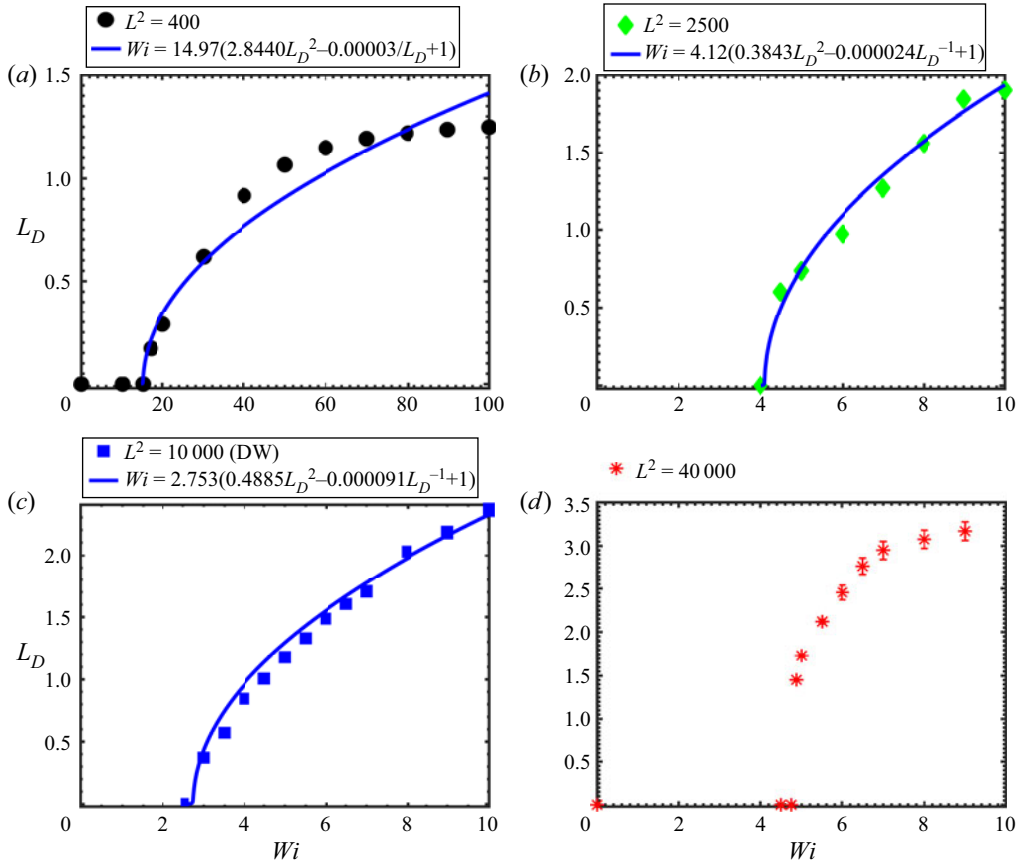 L² = 400
Wi = 14.97(2.8440L_D²–0.00003/L_D+1)
(a)
1.5
1.0
0.5
L_D
0 20 40 60 80 100
L² = 2500
Wi = 4.12(0.3843L_D²–0.000024L_D⁻¹+1)
(b)
2.0
1.5
1.0
0.5
0 2 4 6 8 10
L² = 10 000 (DW)
Wi = 2.753(0.4885L_D²–0.000091L_D⁻¹+1)
(c)
2.0
1.5
1.0
0.5
L_D
0 2 3 4 6 8 10
Wi
L² = 40 000
(d)
3.5
3.0
2.5
2.0
1.5
1.0
0.5
0 2 4 6 8 10
Wi